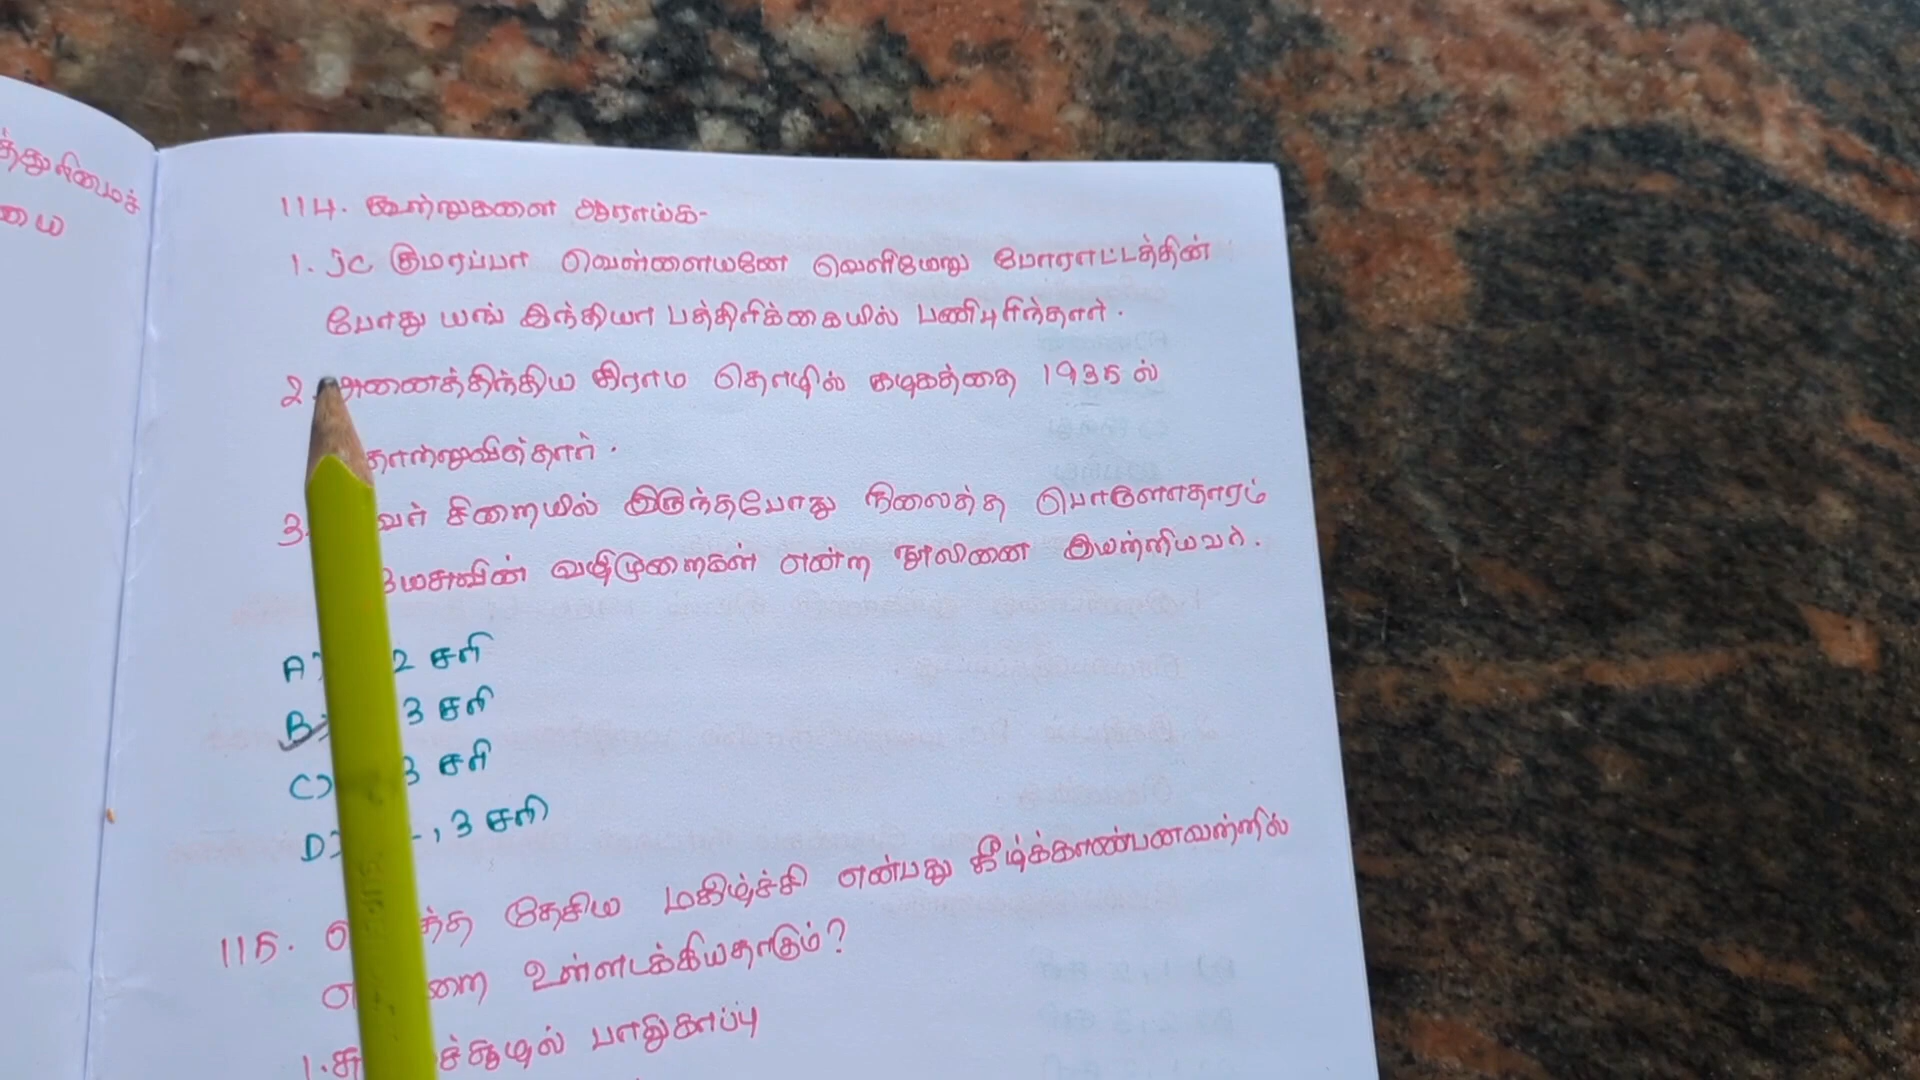 த்துரிமைச்
மைய
114. கூற்றுகளை ஆராய்க-
1. JC குமரப்பா வெள்ளையனே வெளியேறு போராட்டத்தின்
போது யங் இந்தியா பத்திரிக்கையில் பணிபுரிந்தார்.
2. அனைத்திந்திய கிராம தொழில் கழகத்தை 1935 ல்
தோற்றுவித்தார்.
3. வர் சிறையில் இருந்தபோது நிலைத்த பொருளாதாரம்
யேசுவின் வழிமுறைகள் என்ற நூலினை இயற்றியவர்.
A) 2 சரி
B) 3 சரி
C) 3 சரி
D) , 3 சரி
115. த்த தேசிய மகிழ்ச்சி என்பது கீழ்க்காண்பனவற்றில்
உள்ளடக்கியதாகும்?
1. சு ச்சூழல் பாதுகாப்பு